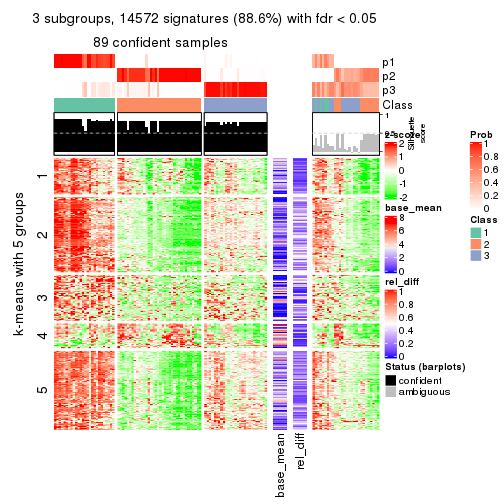 3 subgroups, 14572 signatures (88.6%) with fdr < 0.05
89 confident samples
p1
p2
p3
Class
1
Silhouette
score
k-means with 5 groups
1
2
3
4
5
base_mean
rel_diff
z-score
2
1
0
-1
-2
base_mean
8
6
4
2
0
rel_diff
1
0.8
0.6
0.4
0.2
0
Status (barplots)
confident
ambiguous
Prob
1
0.8
0.6
0.4
0.2
0
Class
1
2
3